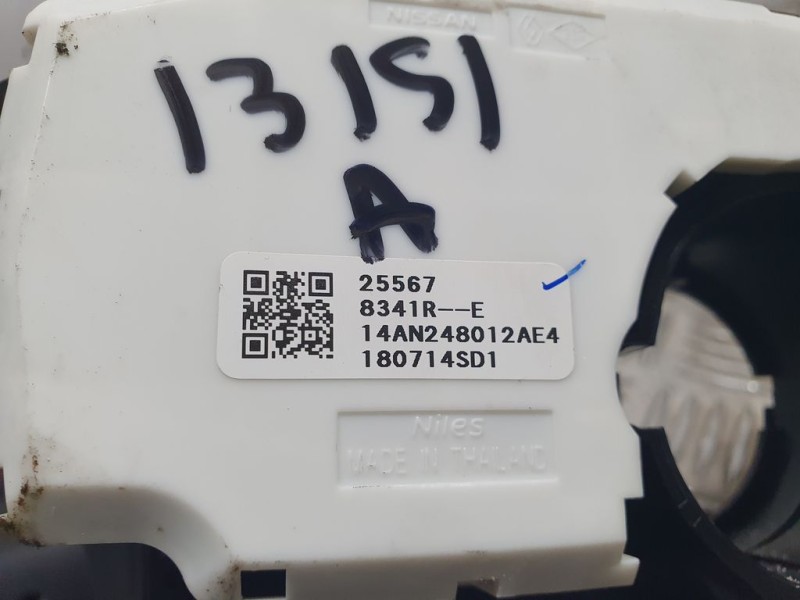 NISSAN
13151
A
25567
8341R--E
14AN248012AE4
180714SD1
Niles
MADE IN THAILAND